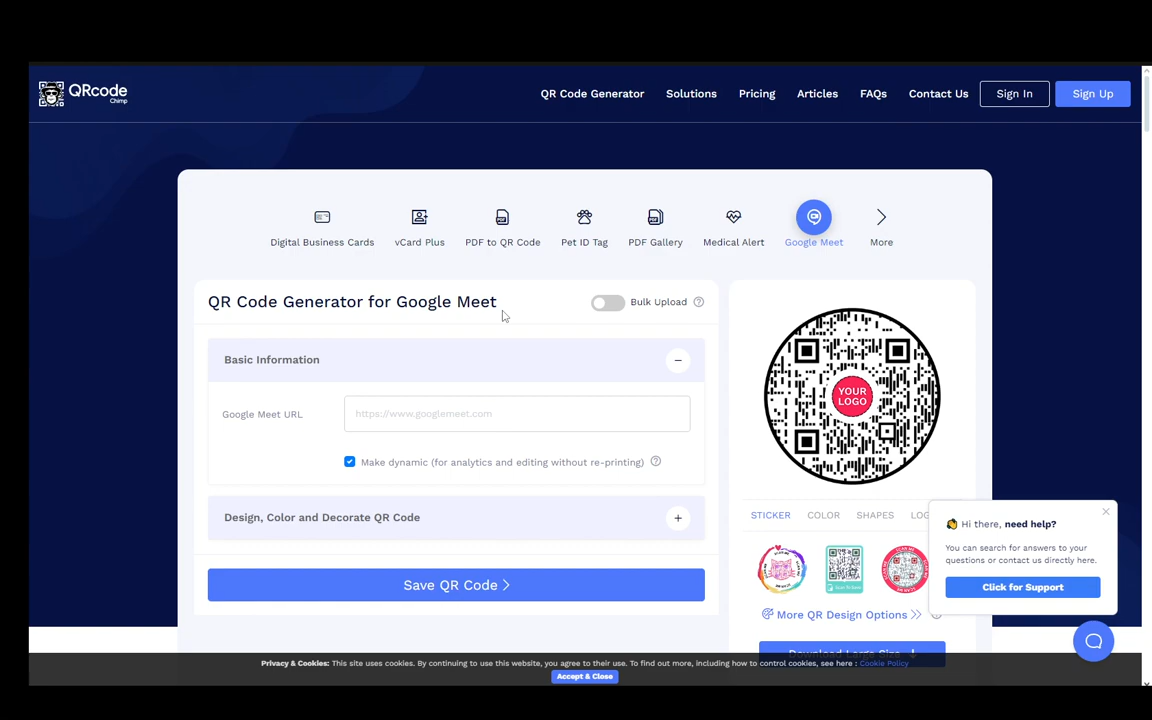 QRcode
Chimp
QR Code Generator
Solutions
Pricing
Articles
FAQs
Contact Us
Sign In
Sign Up
Digital Business Cards
vCard Plus
PDF to QR Code
Pet ID Tag
PDF Gallery
Medical Alert
Google Meet
More
QR Code Generator for Google Meet
Bulk Upload
Basic Information
Google Meet URL
https://www.googlemeet.com
Make dynamic (for analytics and editing without re-printing)
Design, Color and Decorate QR Code
Save QR Code
YOUR
LOGO
STICKER
COLOR
SHAPES
LOG
More QR Design Options
Download Large Size
Hi there, need help?
You can search for answers to your
questions or contact us directly here.
Click for Support
Privacy & Cookies: This site uses cookies. By continuing to use this website, you agree to their use. To find out more, including how to control cookies, see here : Cookie Policy
Accept & Close